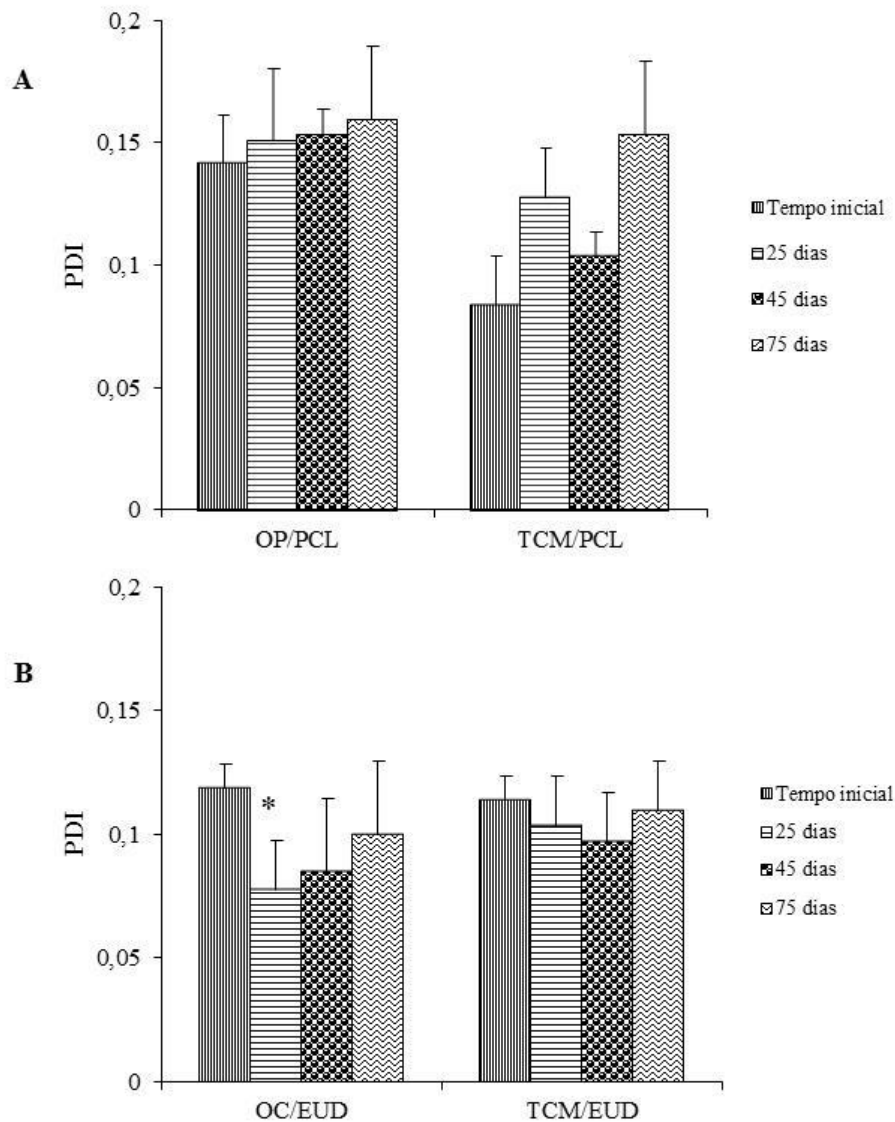 A
PDI
0,2
0,15
0,1
0,05
0
OP/PCL
TCM/PCL
Tempo inicial
25 dias
45 dias
75 dias
B
PDI
0,2
0,15
0,1
0,05
0
*
OC/EUD
TCM/EUD
Tempo inicial
25 dias
45 dias
75 dias